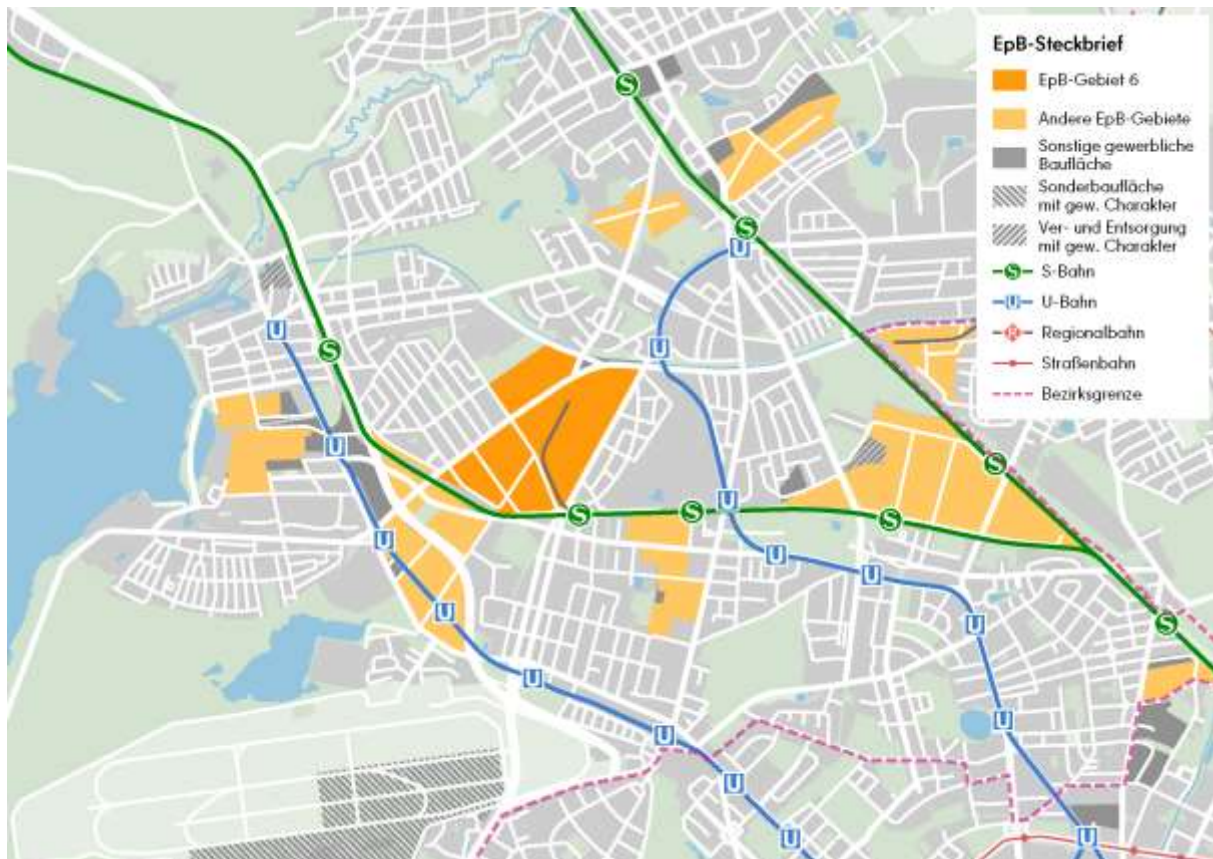 EpB-Steckbrief
EpB-Gebiet 6
Andere EpB-Gebiete
Sonstige gewerbliche
Baufläche
Sonderbaufläche
mit gew. Charakter
Ver- und Entsorgung
mit gew. Charakter
S S-Bahn
U U-Bahn
R Regionalbahn
Straßenbahn
Bezirksgrenze
S
S
U
U
U
S
S
U
U
S
S
U
S
S
U
U
U
U
S
U
U
U
U
U
U